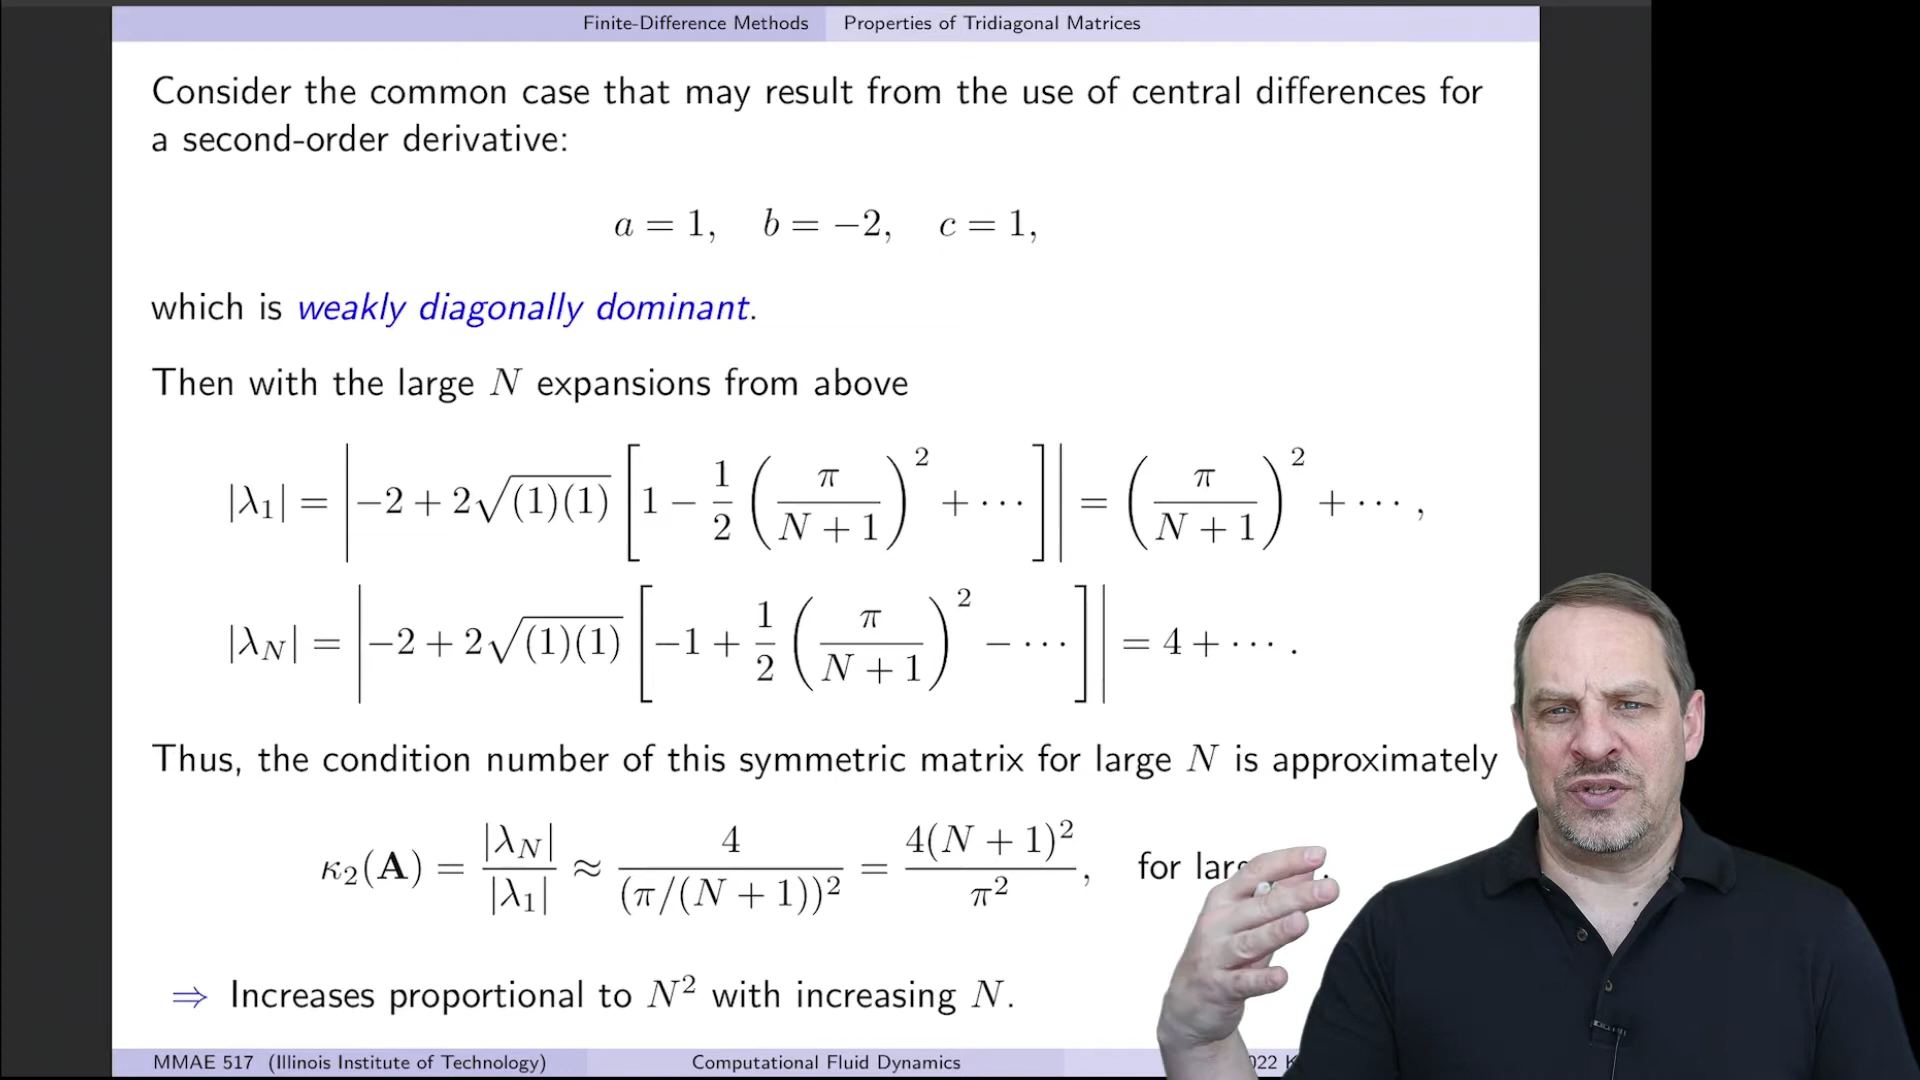 Finite-Difference Methods Properties of Tridiagonal Matrices
Consider the common case that may result from the use of central differences for
a second-order derivative:
a = 1, b = −2, c = 1,
which is weakly diagonally dominant.
Then with the large N expansions from above
|λ₁| = |−2 + 2√(1)(1) [1 − 1/2 (π/(N + 1))² + ⋯]| = (π/(N + 1))² + ⋯ ,
|λ_N| = |−2 + 2√(1)(1) [−1 + 1/2 (π/(N + 1))² − ⋯]| = 4 + ⋯ .
Thus, the condition number of this symmetric matrix for large N is approximately
κ₂(A) = |λ_N|/|λ₁| ≈ 4/(π/(N + 1))² = 4(N + 1)²/π², for
⇒ Increases proportional to N² with increasing N.
MMAE 517 (Illinois Institute of Technology) Computational Fluid Dynamics